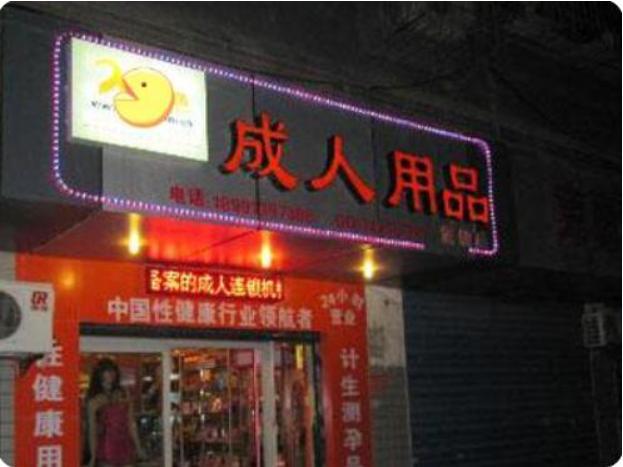 成人用品
电话:
备案的成人连锁机
中国性健康行业领航者
24小时
营业
性健康用
计生测孕品